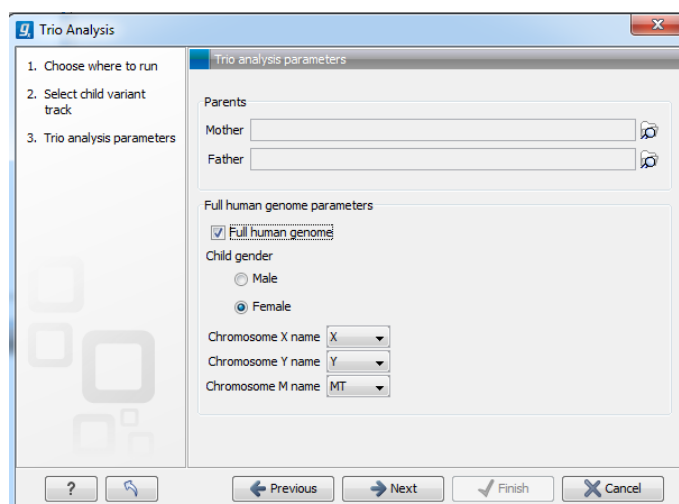 Trio Analysis
1. Choose where to run
2. Select child variant
track
3. Trio analysis parameters
Trio analysis parameters
Parents
Mother
Father
Full human genome parameters
Full human genome
Child gender
Male
Female
Chromosome X name X
Chromosome Y name Y
Chromosome M name MT
? Previous Next Finish Cancel